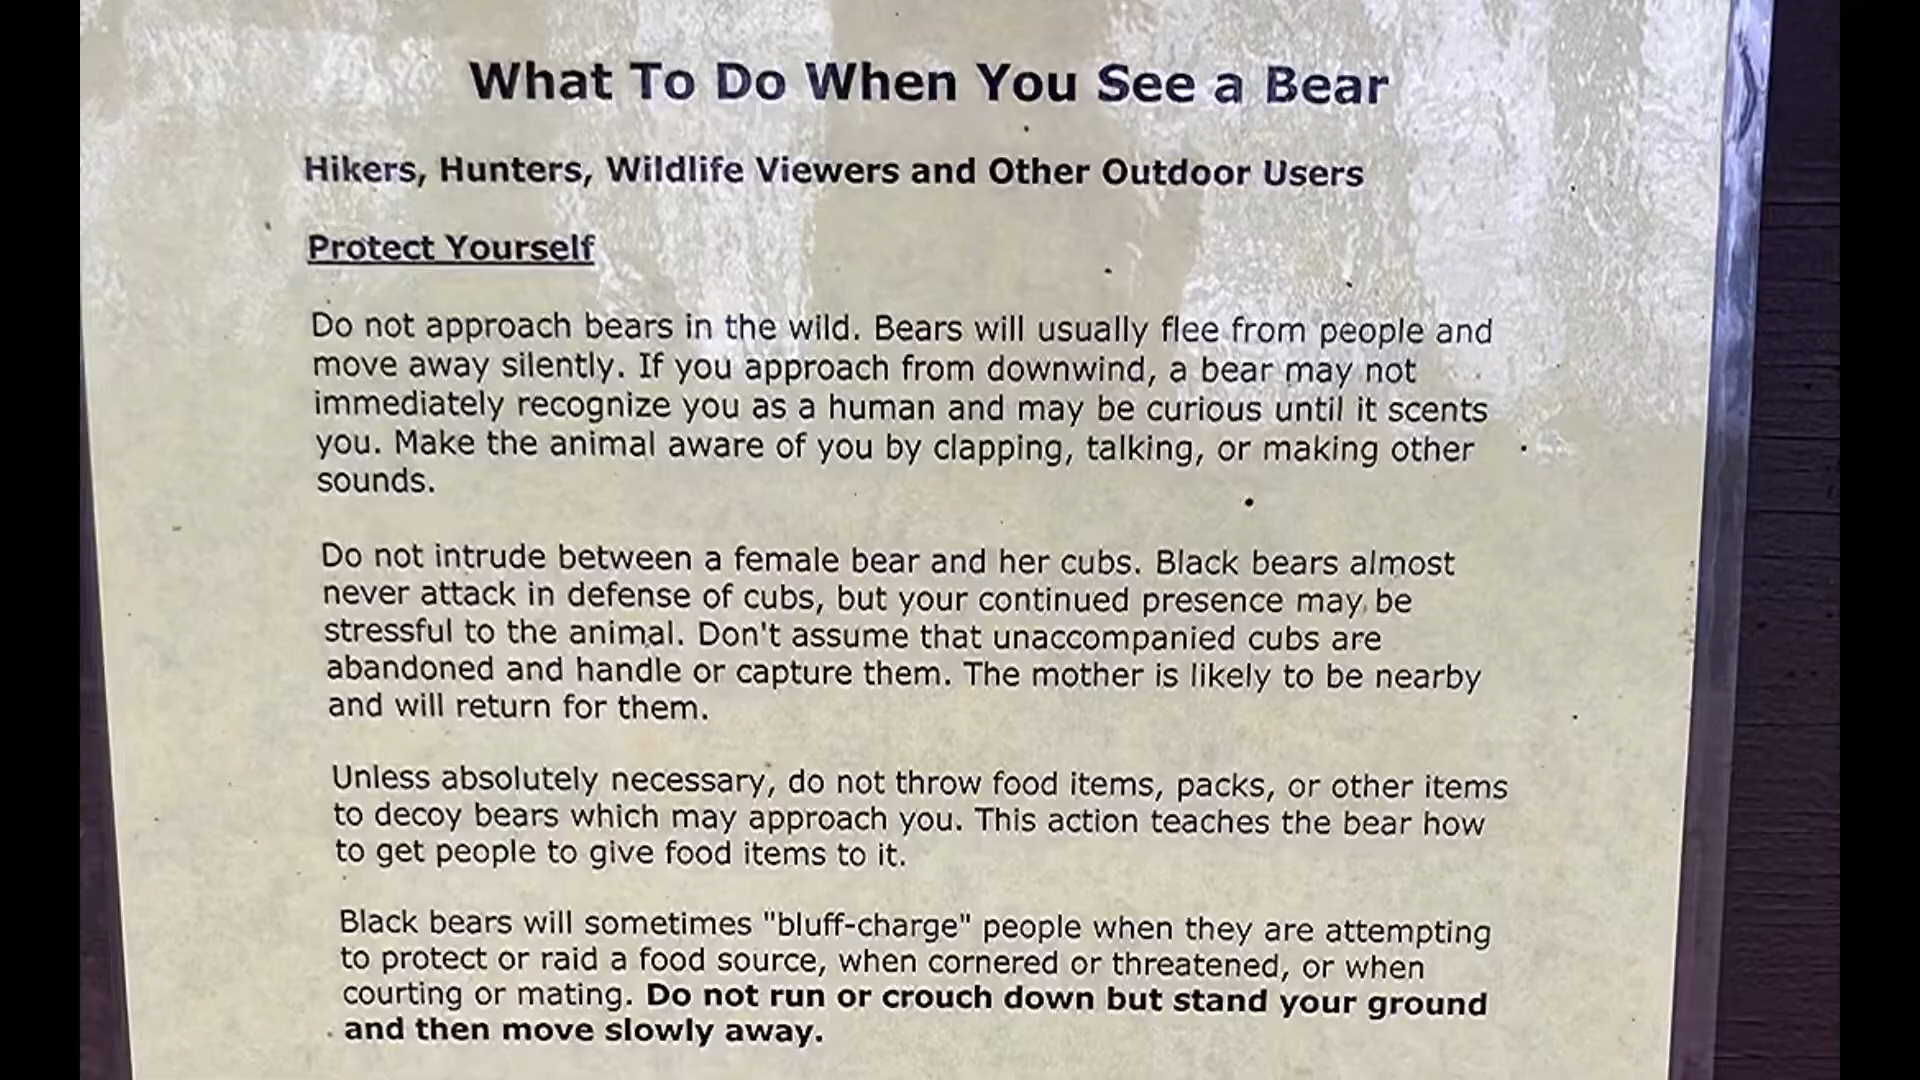 What To Do When You See a Bear
Hikers, Hunters, Wildlife Viewers and Other Outdoor Users
Protect Yourself
Do not approach bears in the wild. Bears will usually flee from people and
move away silently. If you approach from downwind, a bear may not
immediately recognize you as a human and may be curious until it scents
you. Make the animal aware of you by clapping, talking, or making other
sounds.
Do not intrude between a female bear and her cubs. Black bears almost
never attack in defense of cubs, but your continued presence may be
stressful to the animal. Don't assume that unaccompanied cubs are
abandoned and handle or capture them. The mother is likely to be nearby
and will return for them.
Unless absolutely necessary, do not throw food items, packs, or other items
to decoy bears which may approach you. This action teaches the bear how
to get people to give food items to it.
Black bears will sometimes "bluff-charge" people when they are attempting
to protect or raid a food source, when cornered or threatened, or when
courting or mating. Do not run or crouch down but stand your ground
and then move slowly away.